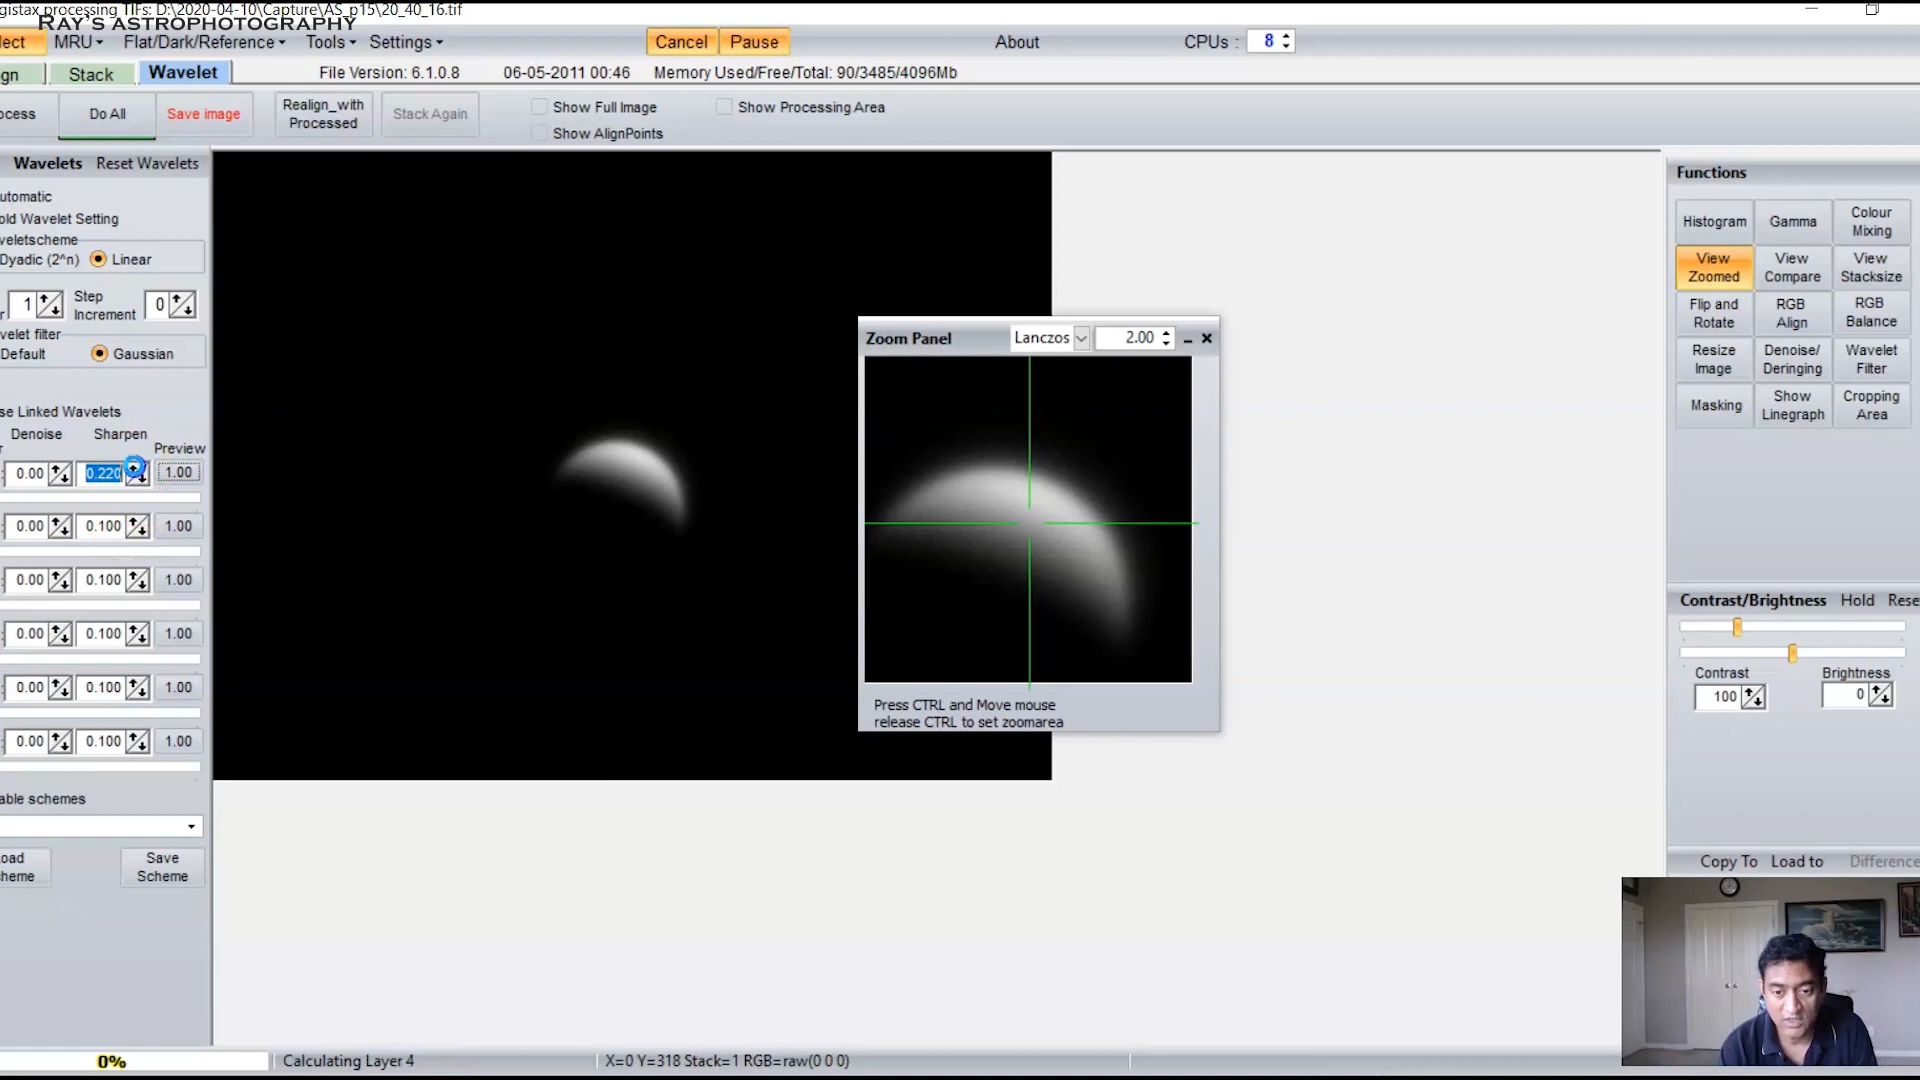 gistax processing TIFs: D:\2020-04-10\Capture\AS_p15\20_40_16.tif
RAY'S ASTROPHOTOGRAPHY
lect MRU Flat/Dark/Reference Tools Settings Cancel Pause About CPUs : 8
gn Stack Wavelet File Version: 6.1.0.8 06-05-2011 00:46 Memory Used/Free/Total: 90/3485/4096Mb
ocess Do All Save image Realign_with Processed Stack Again
Show Full Image Show Processing Area
Show AlignPoints
Wavelets Reset Wavelets
utomatic
old Wavelet Setting
veletscheme
Dyadic (2^n) Linear
r 1 Step Increment 0
velet filter
Default Gaussian
se Linked Wavelets
Denoise Sharpen
Preview
0.00 0.220 1.00
0.00 0.100 1.00
0.00 0.100 1.00
0.00 0.100 1.00
0.00 0.100 1.00
0.00 0.100 1.00
able schemes
oad heme
Save Scheme
Zoom Panel Lanczos 2.00
Press CTRL and Move mouse
release CTRL to set zoomarea
Functions
Histogram Gamma Colour Mixing
View Zoomed View Compare View Stacksize
Flip and Rotate RGB Align RGB Balance
Resize Image Denoise/ Deringing Wavelet Filter
Masking Show Linegraph Cropping Area
Contrast/Brightness Hold Rese
Contrast Brightness
100 0
Copy To Load to Difference
0% Calculating Layer 4 X=0 Y=318 Stack=1 RGB=raw(0 0 0)